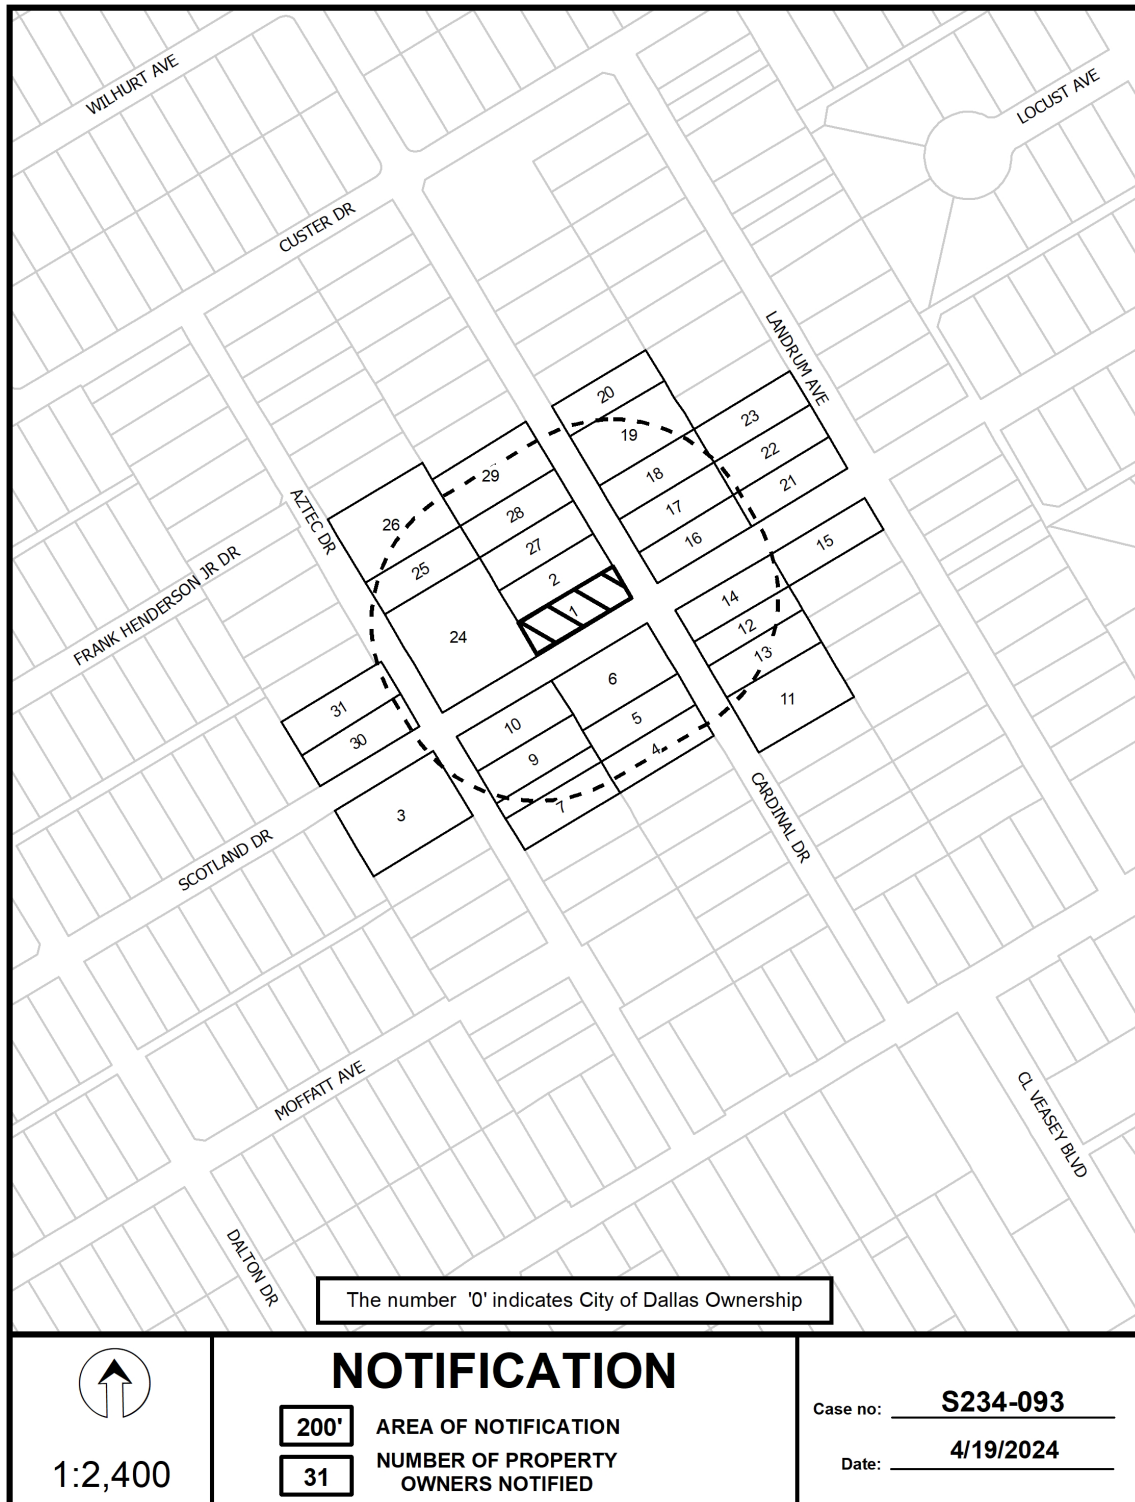 WILHURT AVE
LOCUST AVE
CUSTER DR
LANDRUM AVE
20
19
23
22
18
29
21
17
28
26
AZTEC DR
16
15
27
25
2
14
1
FRANK HENDERSON JR DR
12
24
13
6
11
31
5
10
30
4
9
7
3
CARDINAL DR
SCOTLAND DR
MOFFATT AVE
CL VEASEY BLVD
DALTON DR
The number '0' indicates City of Dallas Ownership
1:2,400
NOTIFICATION
200' AREA OF NOTIFICATION
31 NUMBER OF PROPERTY
OWNERS NOTIFIED
Case no: S234-093
Date: 4/19/2024